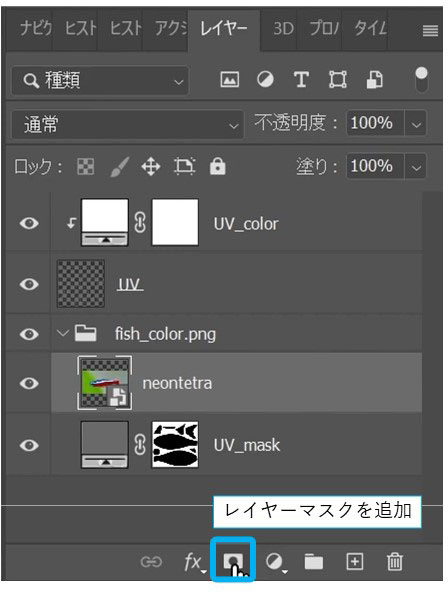 ナビケ ヒスト ヒスト アクシ レイヤー 3D プロパ タイム
種類
通常 不透明度： 100%
ロック： 塗り： 100%
UV_color
UV
fish_color.png
neontetra
UV_mask
レイヤーマスクを追加
fx